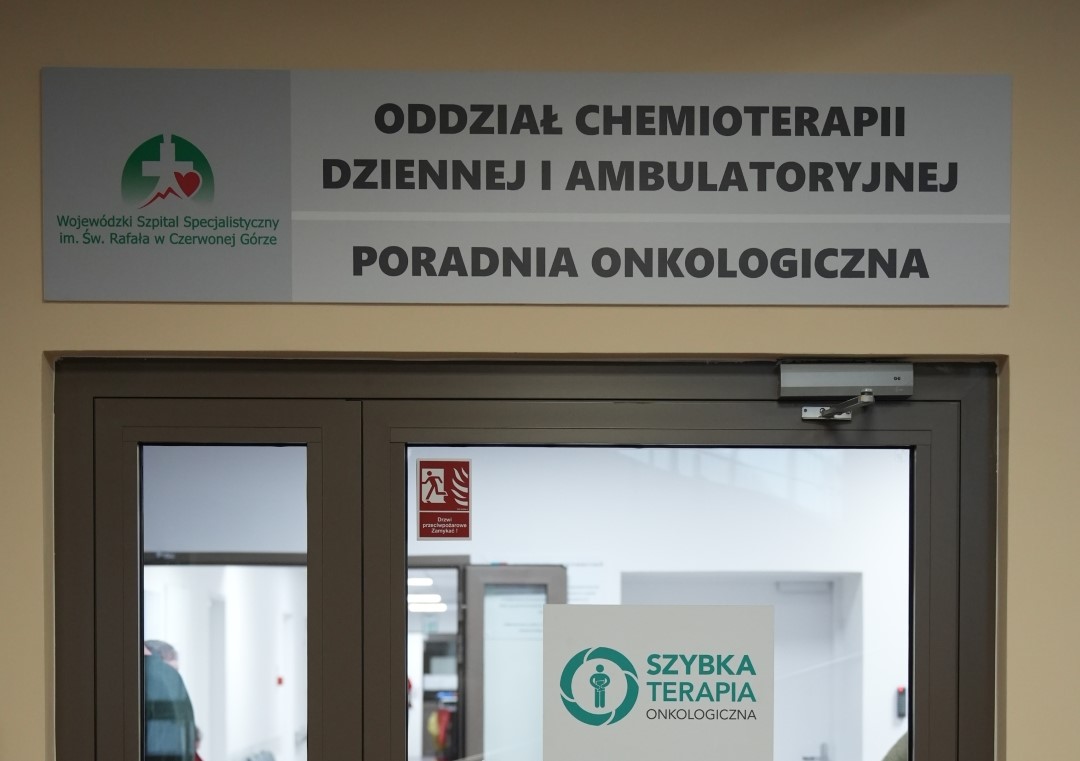 ODDZIAŁ CHEMIOTERAPII
DZIENNEJ I AMBULATORYJNEJ
Wojewódzki Szpital Specjalistyczny
im. Św. Rafała w Czerwonej Górze
PORADNIA ONKOLOGICZNA
Drzwi
przeciwpożarowe
Zamykać !
SZYBKA
TERAPIA
ONKOLOGICZNA